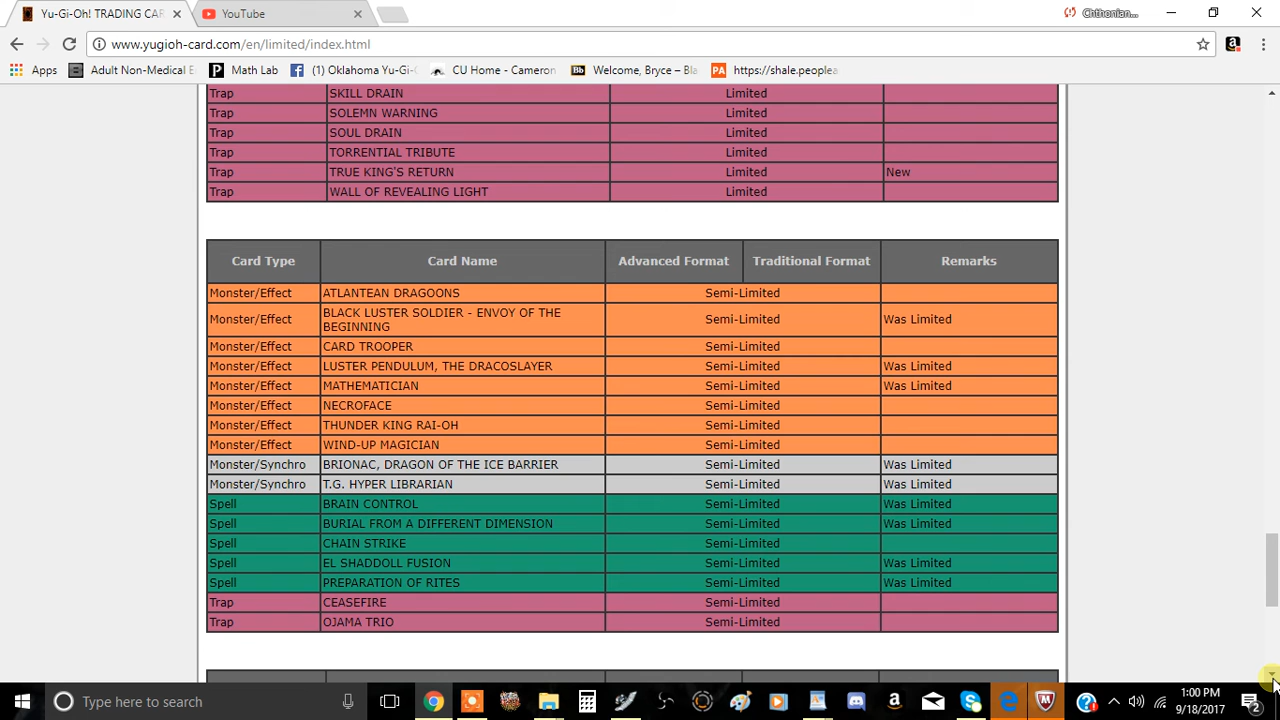 Yu-Gi-Oh! TRADING CAR
YouTube
Chthonian...
www.yugioh-card.com/en/limited/index.html
Apps
Adult Non-Medical E
Math Lab
(1) Oklahoma Yu-Gi-O
CU Home - Cameron
Welcome, Bryce – Bla
https://shale.peoplea
Trap SKILL DRAIN Limited
Trap SOLEMN WARNING Limited
Trap SOUL DRAIN Limited
Trap TORRENTIAL TRIBUTE Limited
Trap TRUE KING'S RETURN Limited New
Trap WALL OF REVEALING LIGHT Limited
Card Type Card Name Advanced Format Traditional Format Remarks
Monster/Effect ATLANTEAN DRAGOONS Semi-Limited
Monster/Effect BLACK LUSTER SOLDIER - ENVOY OF THE
BEGINNING Semi-Limited Was Limited
Monster/Effect CARD TROOPER Semi-Limited
Monster/Effect LUSTER PENDULUM, THE DRACOSLAYER Semi-Limited Was Limited
Monster/Effect MATHEMATICIAN Semi-Limited Was Limited
Monster/Effect NECROFACE Semi-Limited
Monster/Effect THUNDER KING RAI-OH Semi-Limited
Monster/Effect WIND-UP MAGICIAN Semi-Limited
Monster/Synchro BRIONAC, DRAGON OF THE ICE BARRIER Semi-Limited Was Limited
Monster/Synchro T.G. HYPER LIBRARIAN Semi-Limited Was Limited
Spell BRAIN CONTROL Semi-Limited Was Limited
Spell BURIAL FROM A DIFFERENT DIMENSION Semi-Limited Was Limited
Spell CHAIN STRIKE Semi-Limited
Spell EL SHADDOLL FUSION Semi-Limited Was Limited
Spell PREPARATION OF RITES Semi-Limited Was Limited
Trap CEASEFIRE Semi-Limited
Trap OJAMA TRIO Semi-Limited
Type here to search
1:00 PM
9/18/2017
2